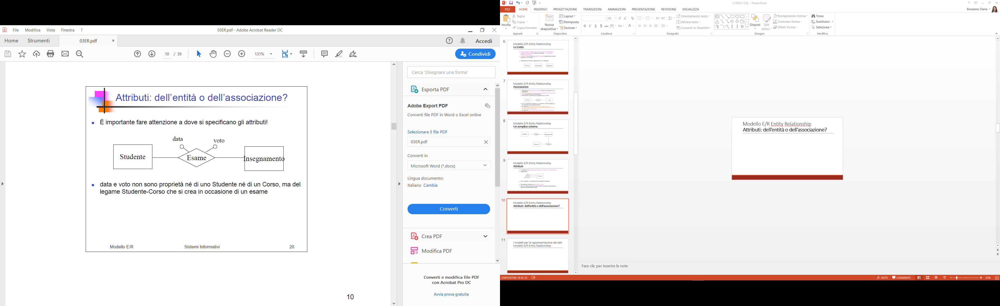 03ER.pdf - Adobe Acrobat Reader DC
File Modifica Vista Finestra ?
Home Strumenti 03ER.pdf × Accedi
10 / 39 131% Condividi
Attributi: dell'entità o dell'associazione?
È importante fare attenzione a dove si specificano gli attributi!
data voto
Studente Esame Insegnamento
data e voto non sono proprietà né di uno Studente né di un Corso, ma del
legame Studente-Corso che si crea in occasione di un esame
Modello E/R Sistemi Informativi 20
10
Cerca 'Disegnare una forma'
Esporta PDF
Adobe Export PDF
Converti file PDF in Word o Excel online
Selezionare il file PDF
03ER.pdf
Converti in
Microsoft Word (*.docx)
Lingua documento:
Italiano Cambia
Converti
Crea PDF
Modifica PDF
Converti e modifica file PDF
con Acrobat Pro DC
Avvia prova gratuita
CORSO SQL - PowerPoint
FILE HOME INSERISCI PROGETTAZIONE TRANSIZIONI ANIMAZIONI PRESENTAZIONE REVISIONE VISUALIZZA Bonanno Daria
Incolla
Taglia
Copia
Copia formato
Appunti
Nuova
diapositiva
Layout
Reimposta
Sezione
Diapositive
48
G C S S abc AV Aa A
Carattere
Orientamento testo
Allinea testo
Converti in SmartArt
Paragrafo
Disponi
Stili
veloci
Riempimento forma
Contorno forma
Effetti forma
Disegno
Trova
Sostituisci
Seleziona
Modifica
6
Modello E/R Entity Relationship
Le Entità
7
Modello E/R Entity Relationship
Associazione
8
Modello E/R Entity Relationship
Un semplice schema
9
Modello E/R Entity Relationship
Attributi
10
Modello E/R Entity Relationship
Attributi: dell'entità o dell'associazione?
11
I modelli per la rappresentazione dei dati
Modello E/R Entity Relationship
Modello E/R Entity Relationship
Attributi: dell'entità o dell'associazione?
Fare clic per inserire le note
DIAPOSITIVA 10 DI 22 NOTE COMMENTI 33%